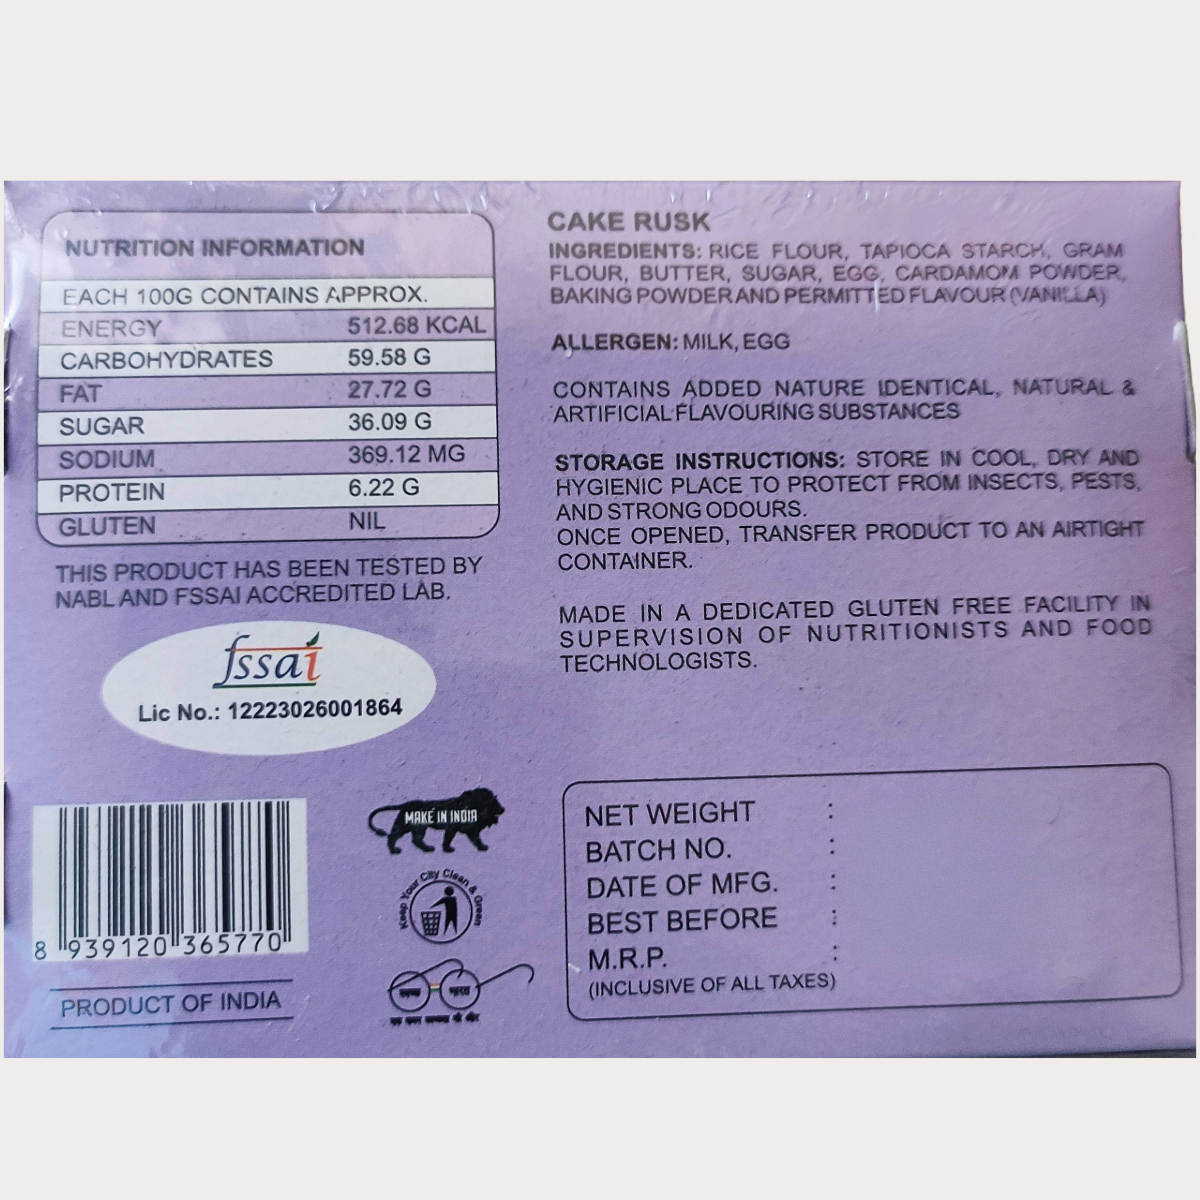 NUTRITION INFORMATION
EACH 100G CONTAINS APPROX.
ENERGY 512.68 KCAL
CARBOHYDRATES 59.58 G
FAT 27.72 G
SUGAR 36.09 G
SODIUM 369.12 MG
PROTEIN 6.22 G
GLUTEN NIL
THIS PRODUCT HAS BEEN TESTED BY
NABL AND FSSAI ACCREDITED LAB.
fssai
Lic No.: 12223026001864
8 939120 365770
PRODUCT OF INDIA
MAKE IN INDIA
Keep Your City Clean & Green
CAKE RUSK
INGREDIENTS: RICE FLOUR, TAPIOCA STARCH, GRAM
FLOUR, BUTTER, SUGAR, EGG, CARDAMOM POWDER,
BAKING POWDER AND PERMITTED FLAVOUR (VANILLA)
ALLERGEN: MILK, EGG
CONTAINS ADDED NATURE IDENTICAL, NATURAL &
ARTIFICIAL FLAVOURING SUBSTANCES
STORAGE INSTRUCTIONS: STORE IN COOL, DRY AND
HYGIENIC PLACE TO PROTECT FROM INSECTS, PESTS,
AND STRONG ODOURS.
ONCE OPENED, TRANSFER PRODUCT TO AN AIRTIGHT
CONTAINER.
MADE IN A DEDICATED GLUTEN FREE FACILITY IN
SUPERVISION OF NUTRITIONISTS AND FOOD
TECHNOLOGISTS.
NET WEIGHT :
BATCH NO. :
DATE OF MFG. :
BEST BEFORE :
M.R.P. :
(INCLUSIVE OF ALL TAXES)